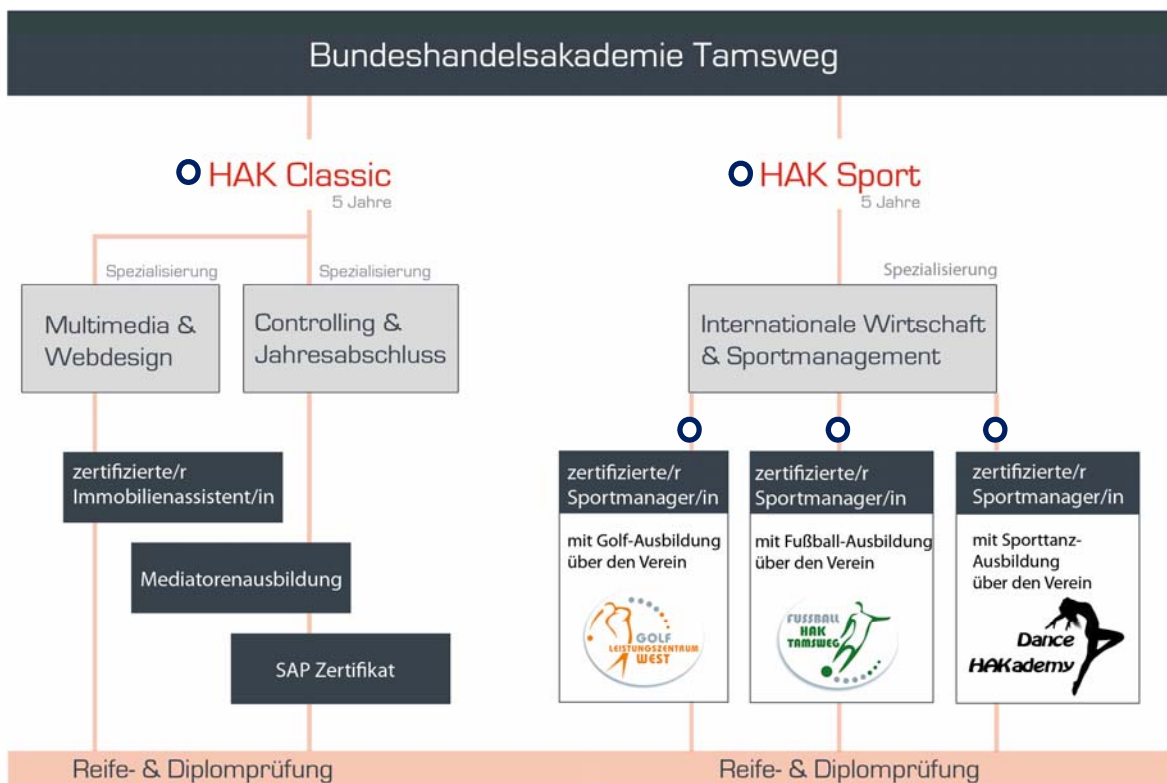 Bundeshandelsakademie Tamsweg
HAK Classic
5 Jahre
Spezialisierung
Multimedia &
Webdesign
Spezialisierung
Controlling &
Jahresabschluss
zertifizierte/r
Immobilienassistent/in
Mediatorenausbildung
SAP Zertifikat
Reife- & Diplomprüfung
HAK Sport
5 Jahre
Spezialisierung
Internationale Wirtschaft
& Sportmanagement
zertifizierte/r
Sportmanager/in
mit Golf-Ausbildung
über den Verein
GOLF
LEISTUNGSZENTRUM
WEST
zertifizierte/r
Sportmanager/in
mit Fußball-Ausbildung
über den Verein
FUSSBALL
HAK
TAMSWEG
zertifizierte/r
Sportmanager/in
mit Sporttanz-
Ausbildung
über den Verein
Dance
HAKademy
Reife- & Diplomprüfung